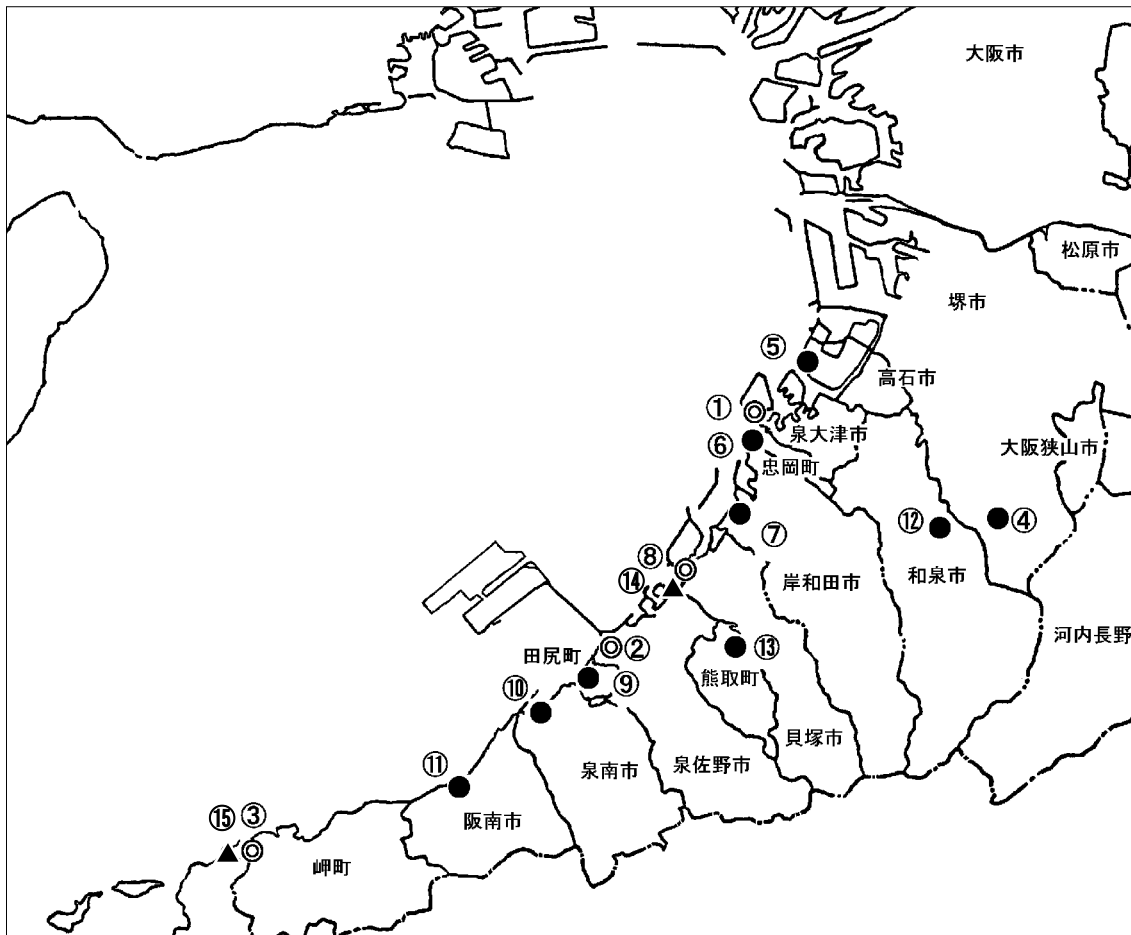 大阪市
松原市
堺市
⑤
高石市
①
泉大津市
⑥
忠岡町
大阪狭山市
⑫
④
⑦
⑧
⑭
岸和田市
和泉市
河内長野
田尻町
②
⑬
熊取町
⑩
⑨
貝塚市
⑪
泉南市
泉佐野市
⑮
③
阪南市
岬町